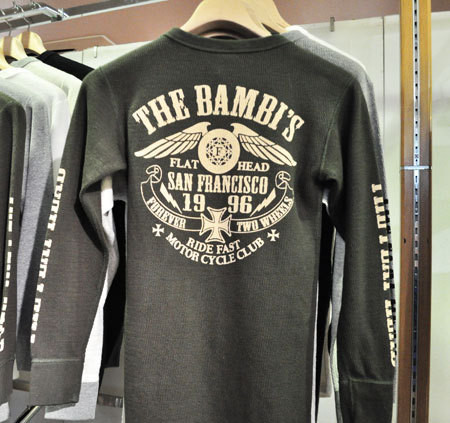 THE BAMBI'S
F
FLAT HEAD
SAN FRANCISCO
19 96
FOREVER TWO WHEELS
RIDE FAST
MOTOR CYCLE CLUB